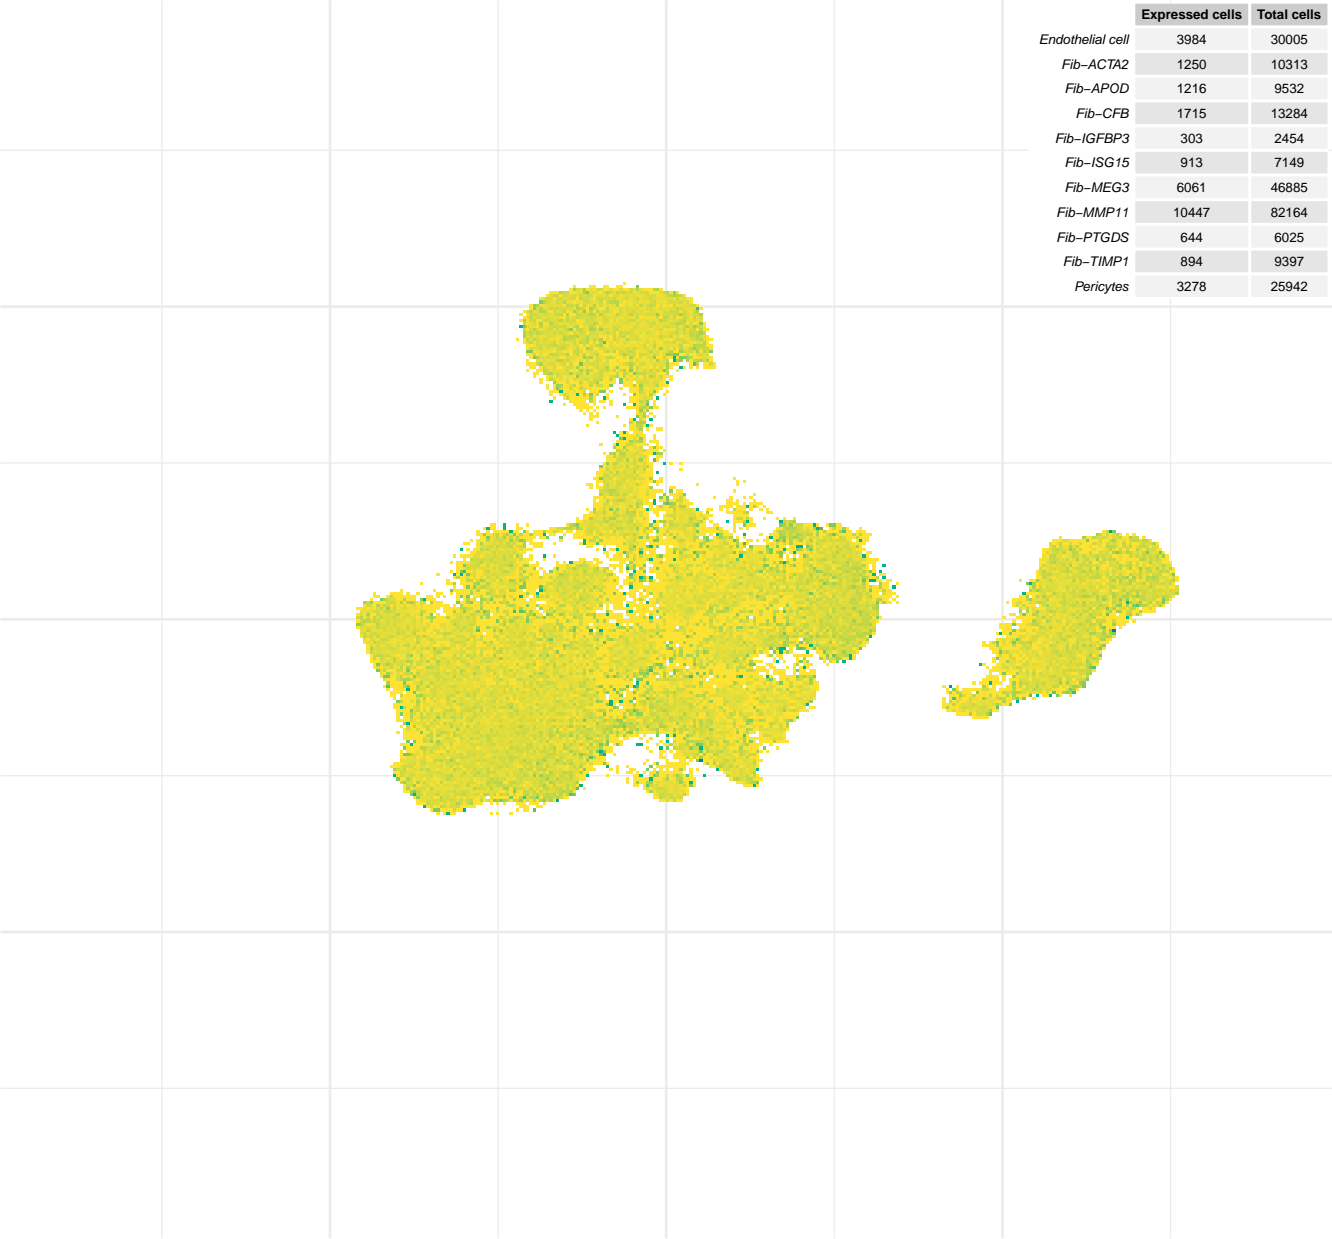 Expressed cells Total cells
Endothelial cell 3984 30005
Fib−ACTA2 1250 10313
Fib−APOD 1216 9532
Fib−CFB 1715 13284
Fib−IGFBP3 303 2454
Fib−ISG15 913 7149
Fib−MEG3 6061 46885
Fib−MMP11 10447 82164
Fib−PTGDS 644 6025
Fib−TIMP1 894 9397
Pericytes 3278 25942